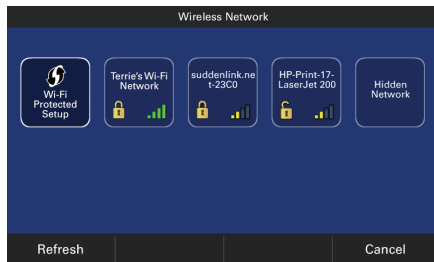 Wireless Network
Wi-Fi
Protected
Setup
Terrie's Wi-Fi
Network
suddenlink.ne
t-23C0
HP-Print-17-
LaserJet 200
Hidden
Network
Refresh
Cancel